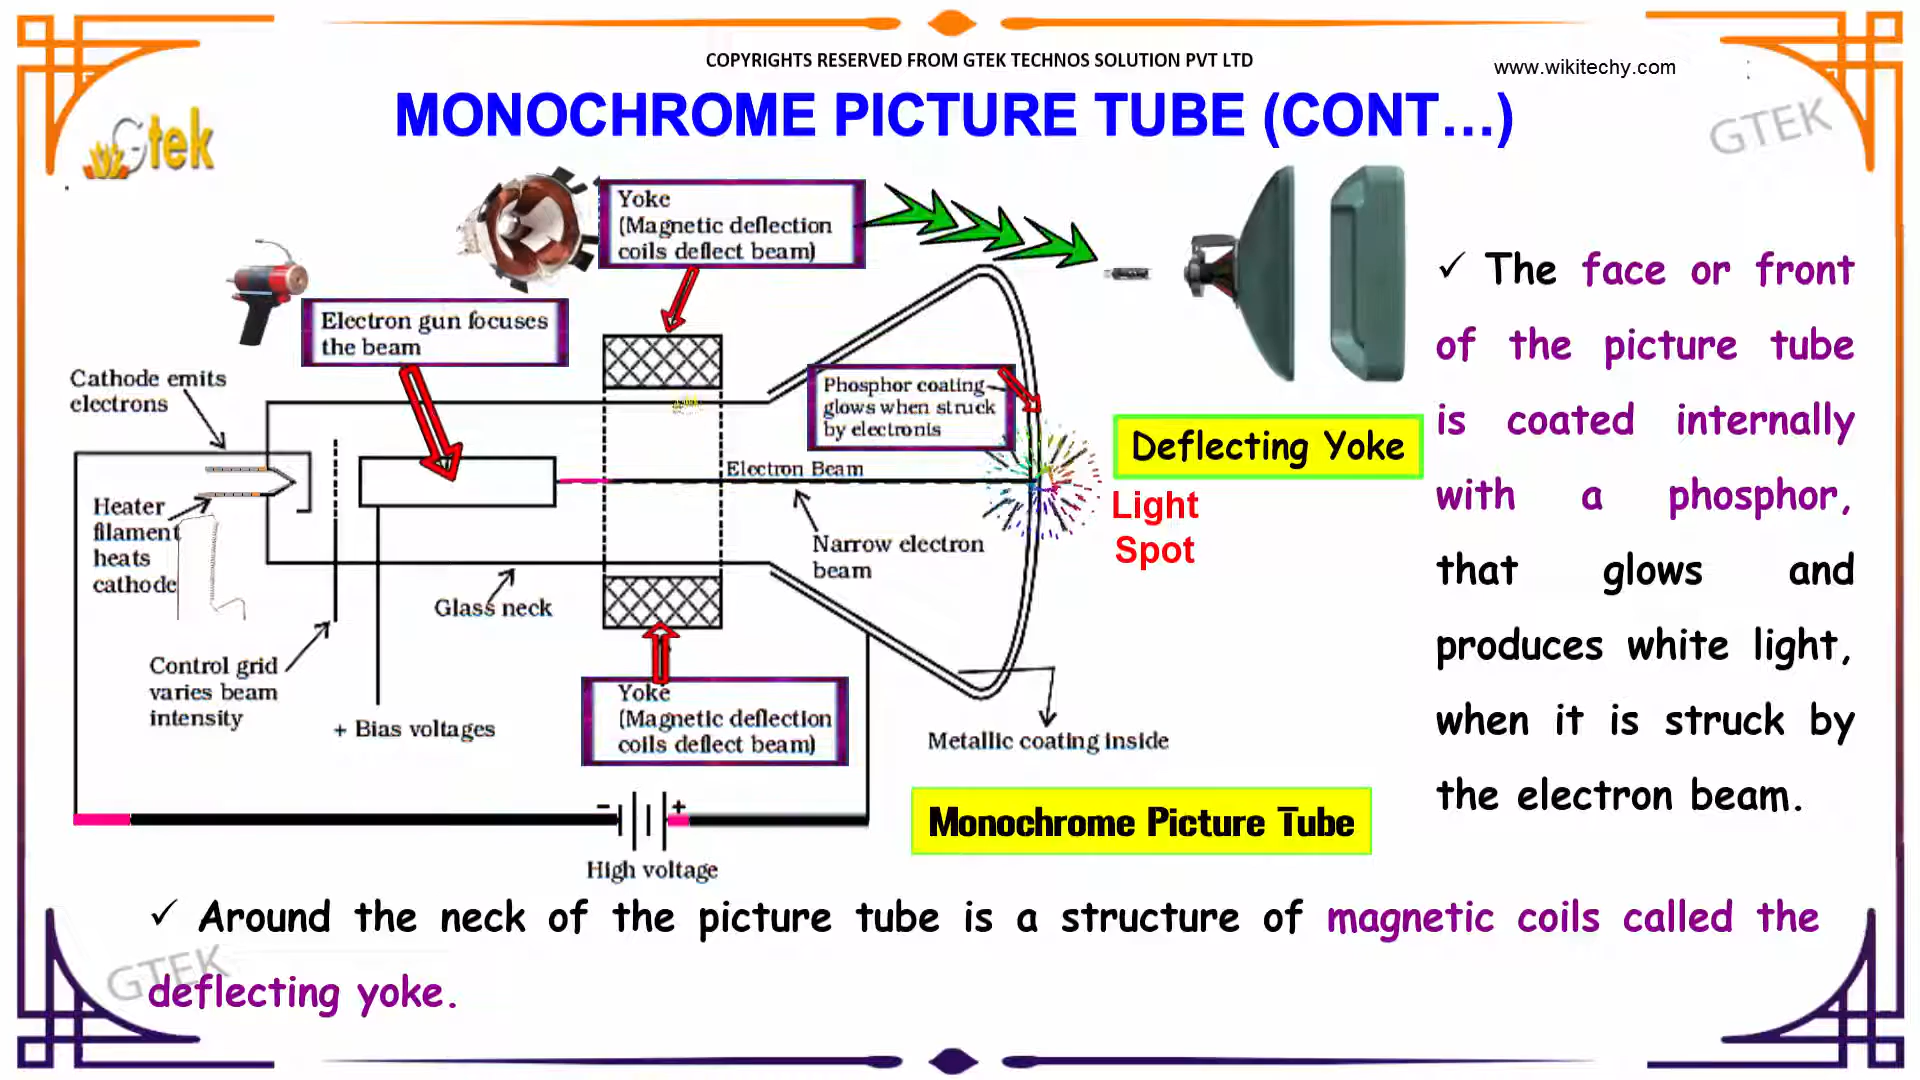 COPYRIGHTS RESERVED FROM GTEK TECHNOS SOLUTION PVT LTD
www.wikitechy.com
MONOCHROME PICTURE TUBE (CONT...)
Gtek
GTEK
Yoke
(Magnetic deflection
coils deflect beam)
Electron gun focuses
the beam
Cathode emits
electrons
Phosphor coating
glows when struck
by electronis
Electron Beam
Heater
filament
heats
cathode
Narrow electron
beam
Glass neck
Control grid
varies beam
intensity
+ Bias voltages
Yoke
(Magnetic deflection
coils deflect beam)
Metallic coating inside
- +
High voltage
Deflecting Yoke
Light
Spot
Monochrome Picture Tube
✓ The face or front
of the picture tube
is coated internally
with a phosphor,
that glows and
produces white light,
when it is struck by
the electron beam.
✓ Around the neck of the picture tube is a structure of magnetic coils called the
deflecting yoke.
GTEK